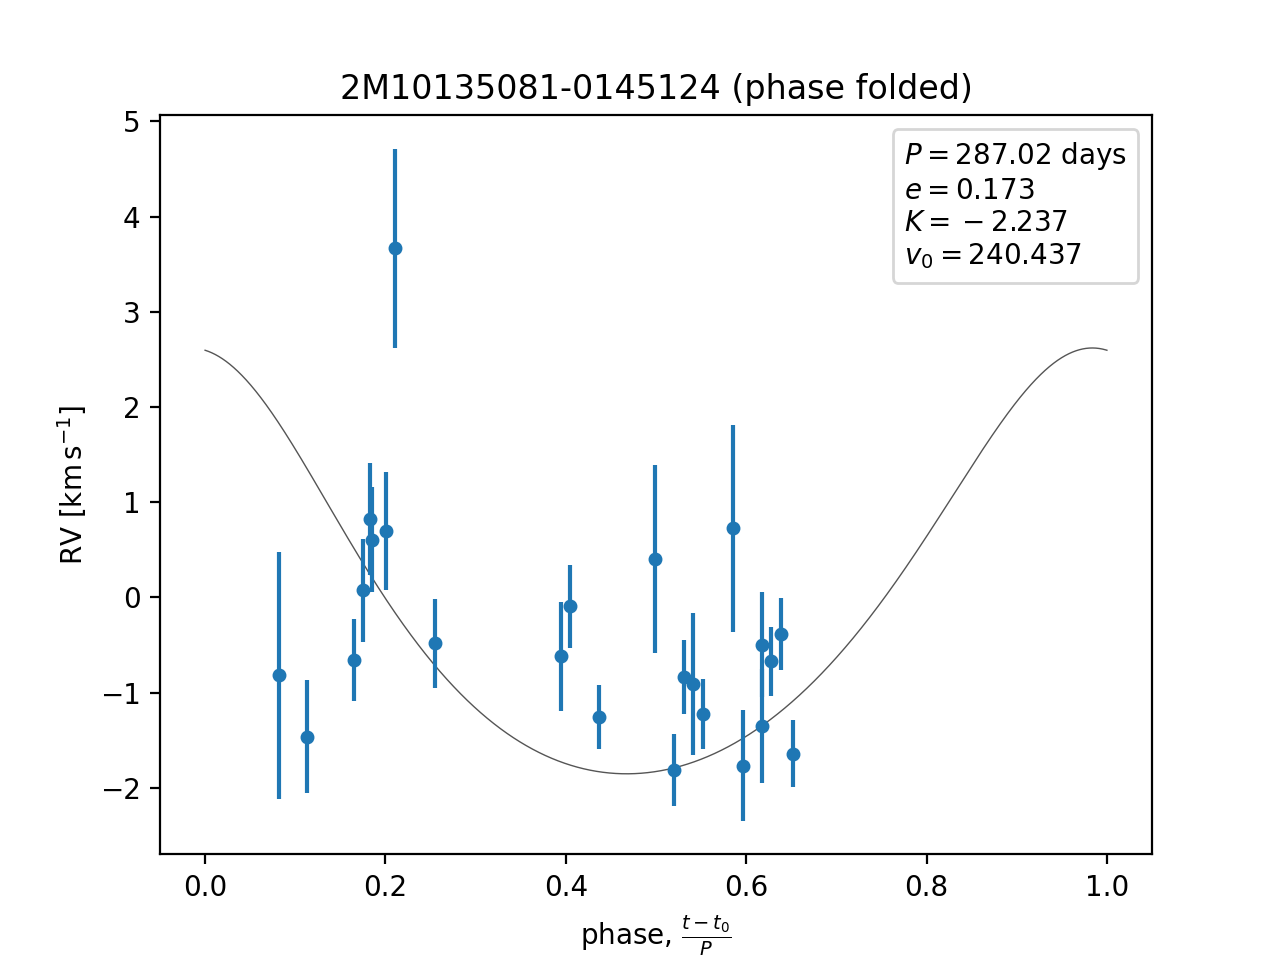 2M10135081-0145124 (phase folded)
P = 287.02 days
e = 0.173
K = −2.237
v₀ = 240.437
5
4
3
2
1
0
−1
−2
RV [km s⁻¹]
0.0 0.2 0.4 0.6 0.8 1.0
phase, (t − t₀)/P